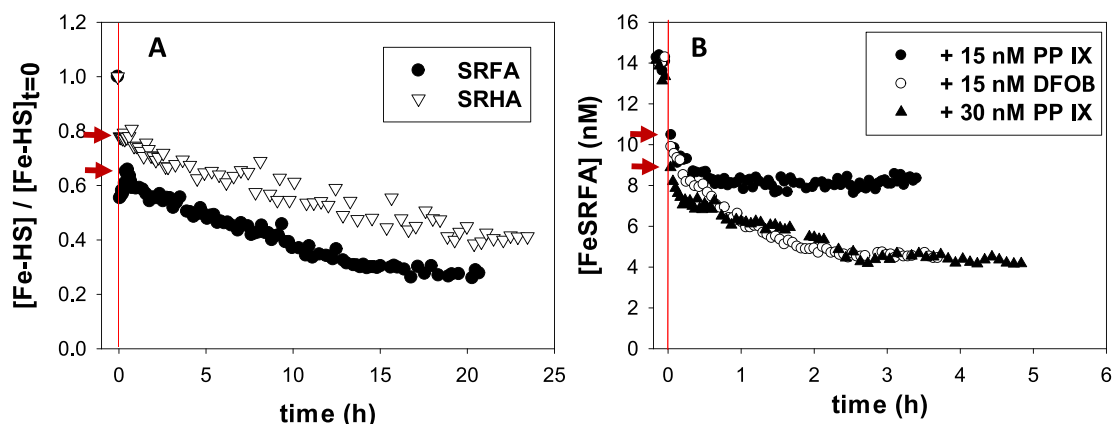 A
SRFA
SRHA
[Fe-HS] / [Fe-HS]t=0
1.2
1.0
0.8
0.6
0.4
0.2
0.0
0 5 10 15 20 25
time (h)
B
+ 15 nM PP IX
+ 15 nM DFOB
+ 30 nM PP IX
[FeSRFA] (nM)
16
14
12
10
8
6
4
2
0
0 1 2 3 4 5 6
time (h)